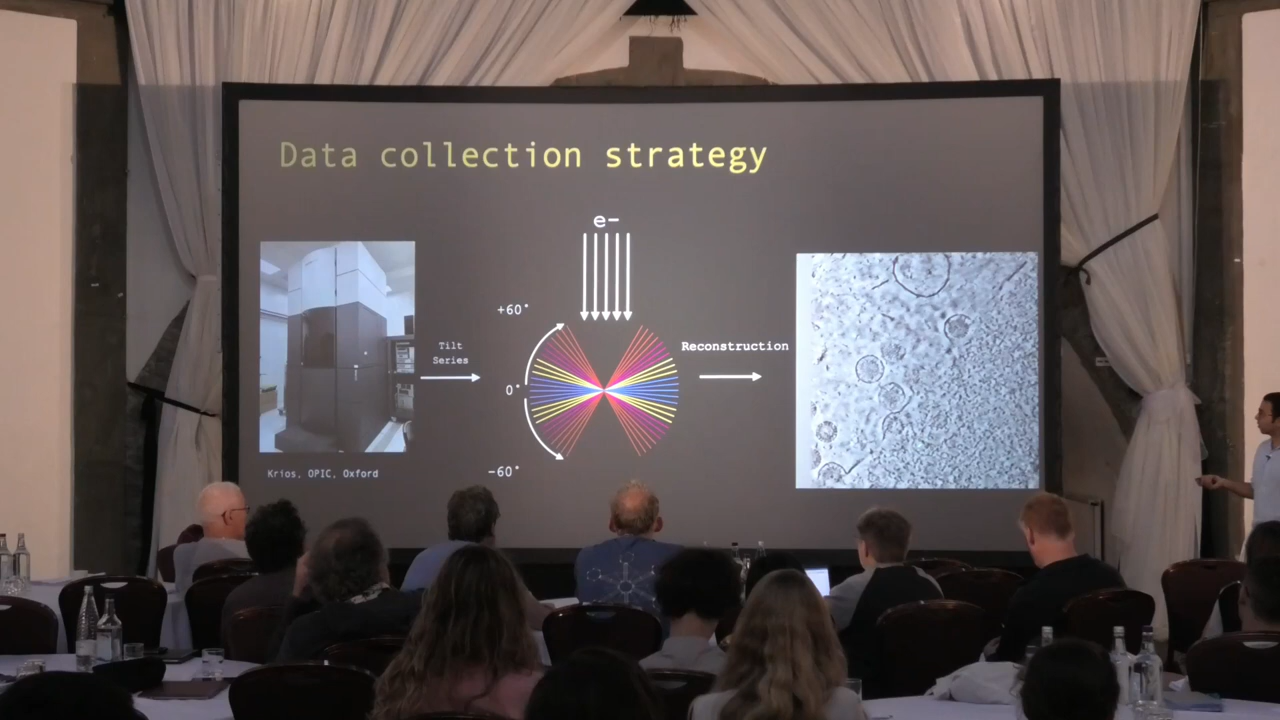 Data collection strategy
e-
+60°
Tilt
Series
0°
Reconstruction
-60°
Krios, OPIC, Oxford